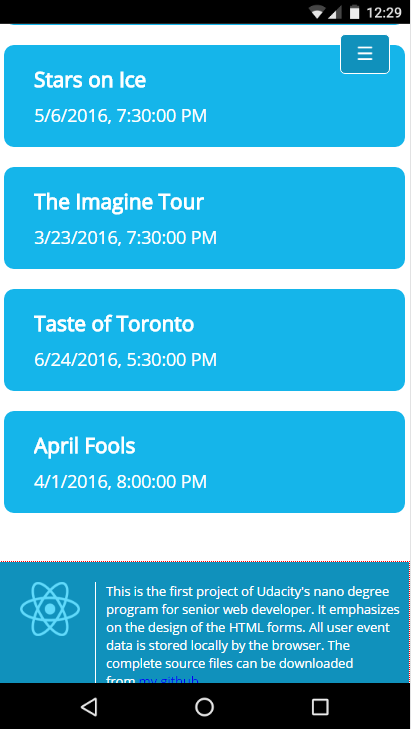 12:29
Stars on Ice
5/6/2016, 7:30:00 PM
The Imagine Tour
3/23/2016, 7:30:00 PM
Taste of Toronto
6/24/2016, 5:30:00 PM
April Fools
4/1/2016, 8:00:00 PM
This is the first project of Udacity's nano degree
program for senior web developer. It emphasizes
on the design of the HTML forms. All user event
data is stored locally by the browser. The
complete source files can be downloaded
from my github